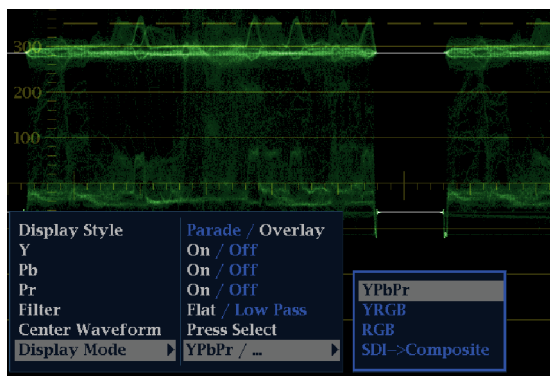 300
200
100
Display Style Parade / Overlay
Y On / Off
Pb On / Off
Pr On / Off
Filter Flat / Low Pass
Center Waveform Press Select
Display Mode YPbPr / ...
YPbPr
YRGB
RGB
SDI->Composite